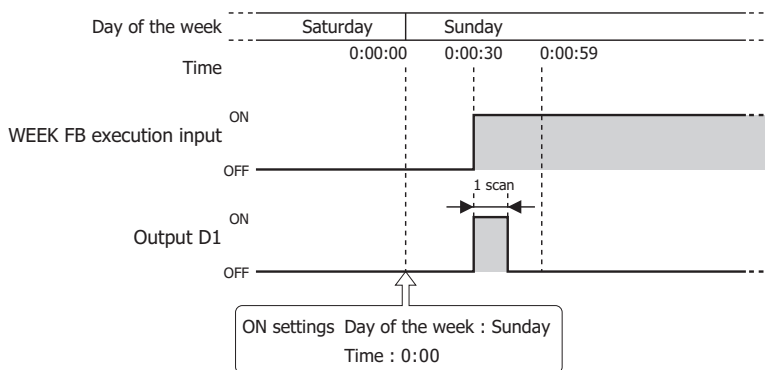 Day of the week Saturday Sunday
Time 0:00:00 0:00:30 0:00:59
ON
WEEK FB execution input
OFF
1 scan
ON
Output D1
OFF
ON settings Day of the week : Sunday
Time : 0:00